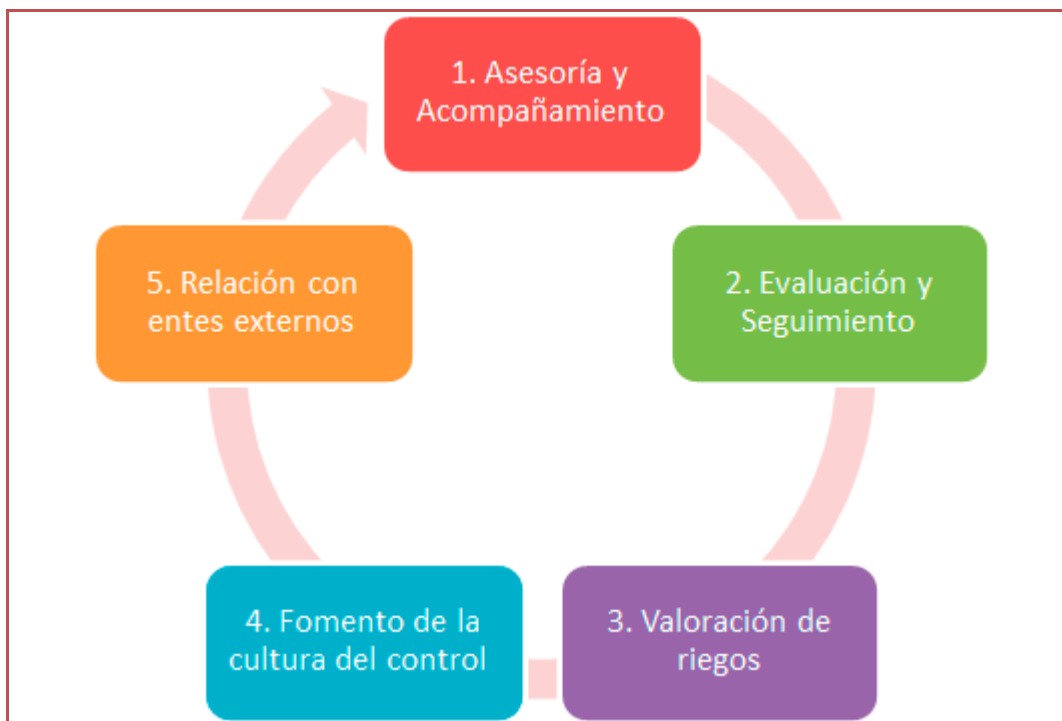 1. Asesoría y
Acompañamiento
2. Evaluación y
Seguimiento
3. Valoración de
riegos
4. Fomento de la
cultura del control
5. Relación con
entes externos